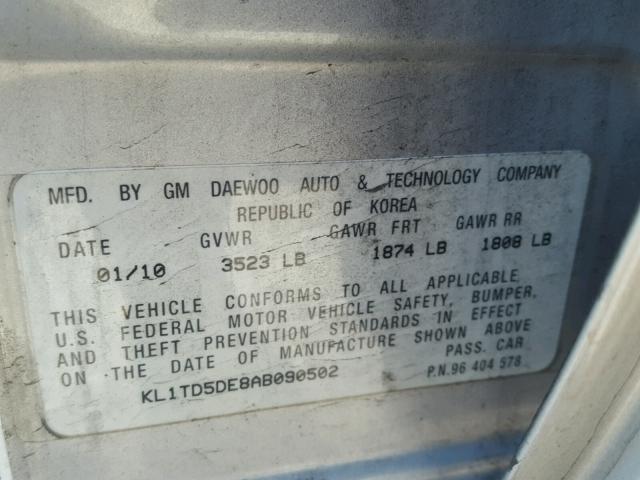 MFD. BY GM DAEWOO AUTO & TECHNOLOGY COMPANY
REPUBLIC OF KOREA
DATE GVWR GAWR FRT GAWR RR
01/10 3523 LB 1874 LB 1808 LB
THIS VEHICLE CONFORMS TO ALL APPLICABLE
U.S. FEDERAL MOTOR VEHICLE SAFETY, BUMPER,
AND THEFT PREVENTION STANDARDS IN EFFECT
ON THE DATE OF MANUFACTURE SHOWN ABOVE
PASS. CAR
KL1TD5DE8AB090502 P.N.96 404 578